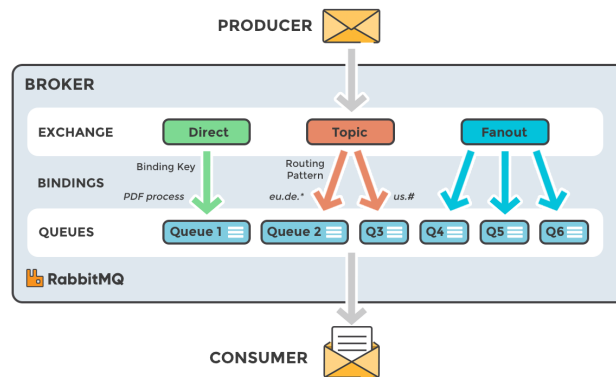 PRODUCER
BROKER
EXCHANGE
Direct
Topic
Fanout
Binding Key
Routing
Pattern
BINDINGS
PDF process
eu.de.*
us.#
QUEUES
Queue 1
Queue 2
Q3
Q4
Q5
Q6
RabbitMQ
CONSUMER